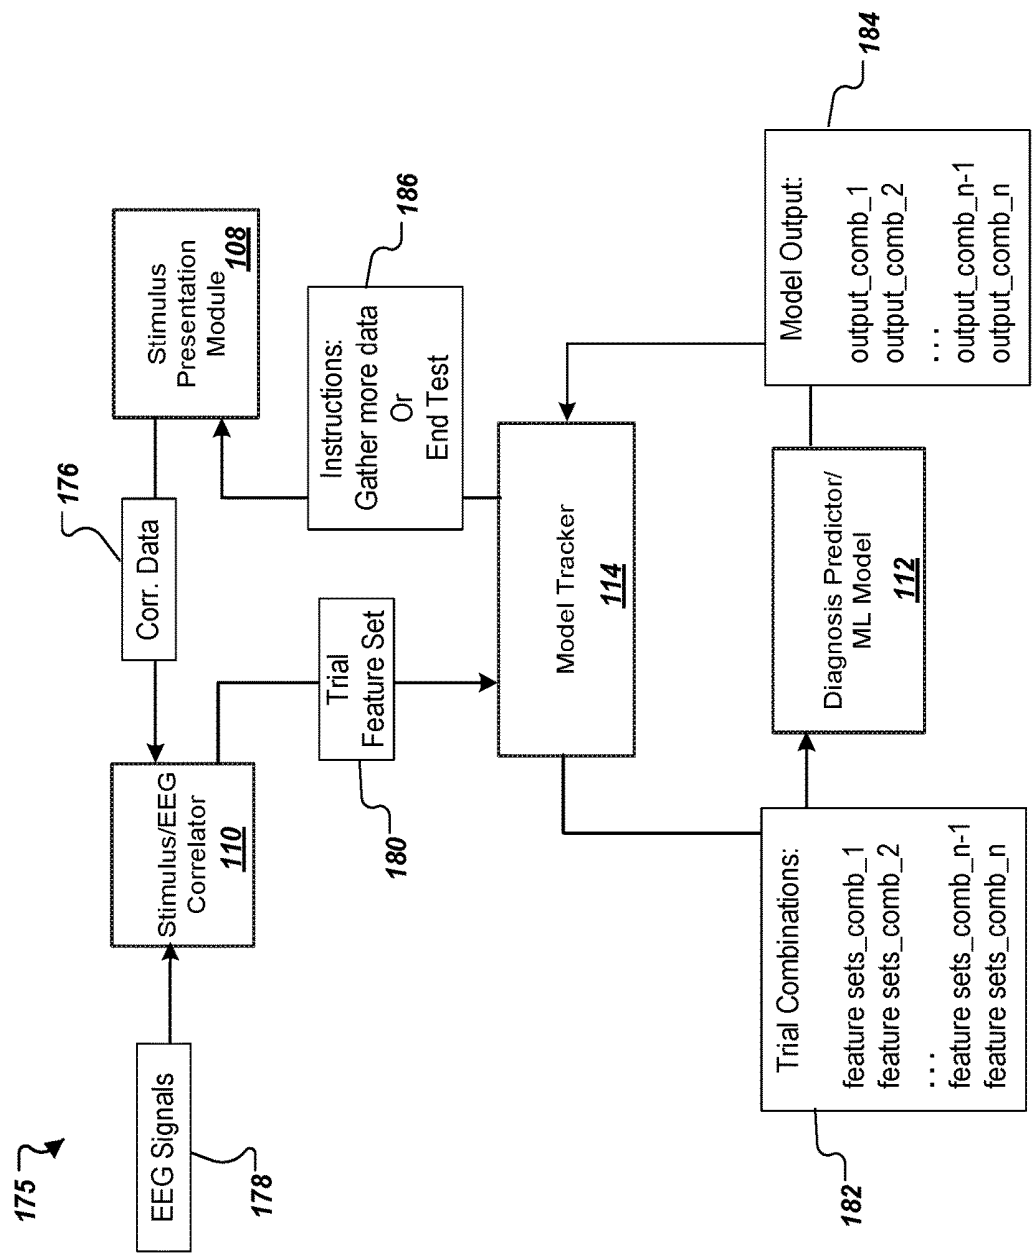 175
EEG Signals
178
Stimulus/EEG
Correlator
110
Corr. Data
176
Stimulus
Presentation
Module
108
Trial
Feature Set
180
Instructions:
Gather more data
Or
End Test
186
Model Tracker
114
Trial Combinations:
feature sets_comb_1
feature sets_comb_2
...
feature sets_comb_n-1
feature sets_comb_n
182
Diagnosis Predictor/
ML Model
112
Model Output:
output_comb_1
output_comb_2
...
output_comb_n-1
output_comb_n
184